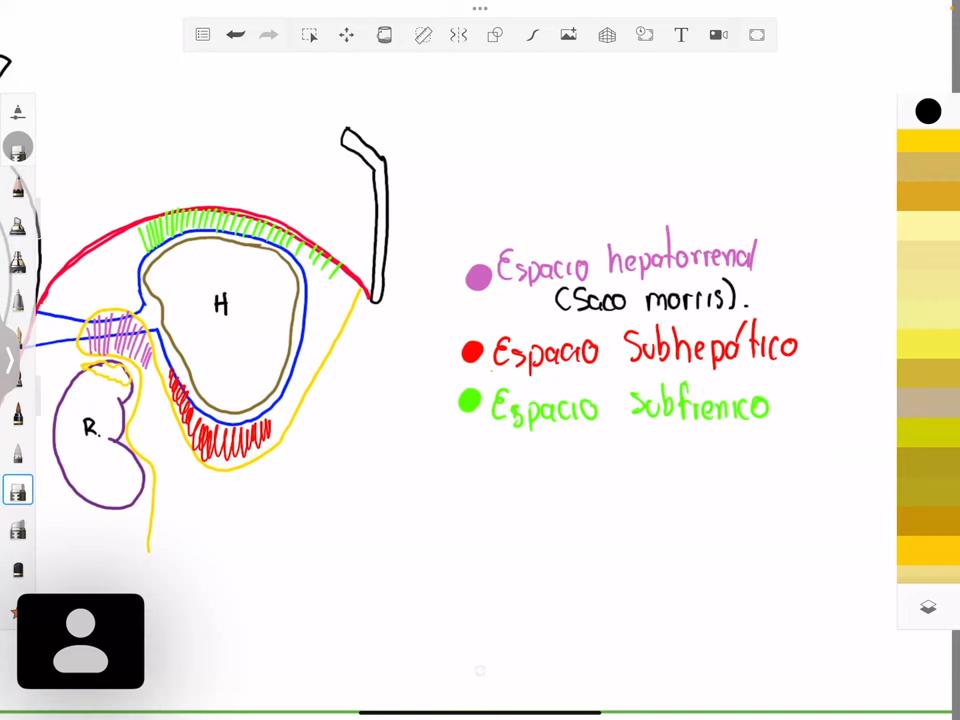 Espacio hepatorrenal
(Saco morris).
Espacio Subhepático
Espacio Subfrenico
H
R.
T